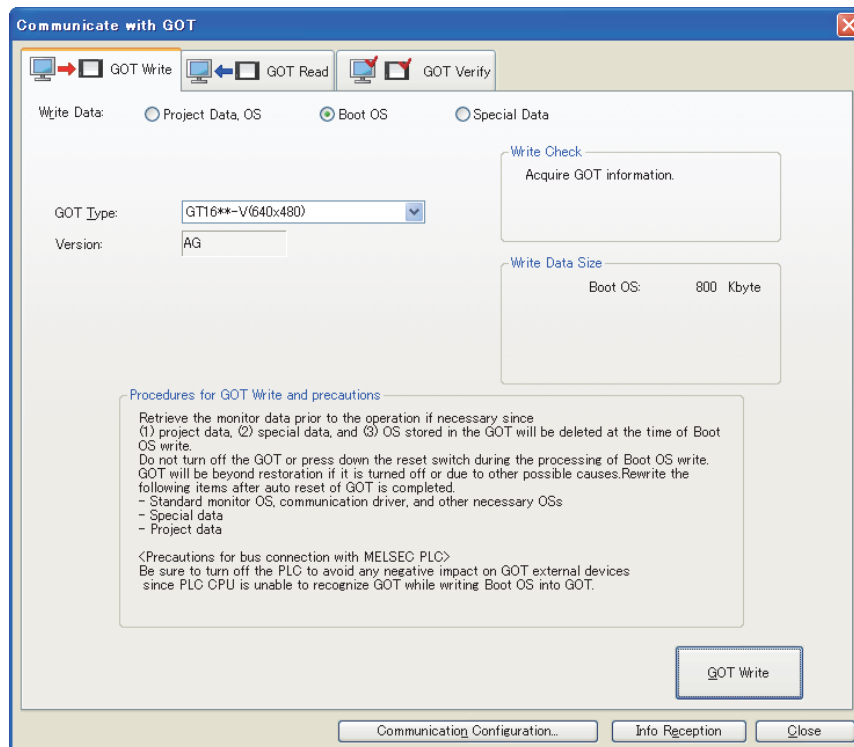 Communicate with GOT
GOT Write
GOT Read
GOT Verify
Write Data:
Project Data, OS
Boot OS
Special Data
Write Check
Acquire GOT information.
GOT Type:
GT16**-V(640x480)
Version:
AG
Write Data Size
Boot OS: 800 Kbyte
Procedures for GOT Write and precautions
Retrieve the monitor data prior to the operation if necessary since
(1) project data, (2) special data, and (3) OS stored in the GOT will be deleted at the time of Boot
OS write.
Do not turn off the GOT or press down the reset switch during the processing of Boot OS write.
GOT will be beyond restoration if it is turned off or due to other possible causes.Rewrite the
following items after auto reset of GOT is completed.
- Standard monitor OS, communication driver, and other necessary OSs
- Special data
- Project data
<Precautions for bus connection with MELSEC PLC>
Be sure to turn off the PLC to avoid any negative impact on GOT external devices
since PLC CPU is unable to recognize GOT while writing Boot OS into GOT.
GOT Write
Communication Configuration...
Info Reception
Close